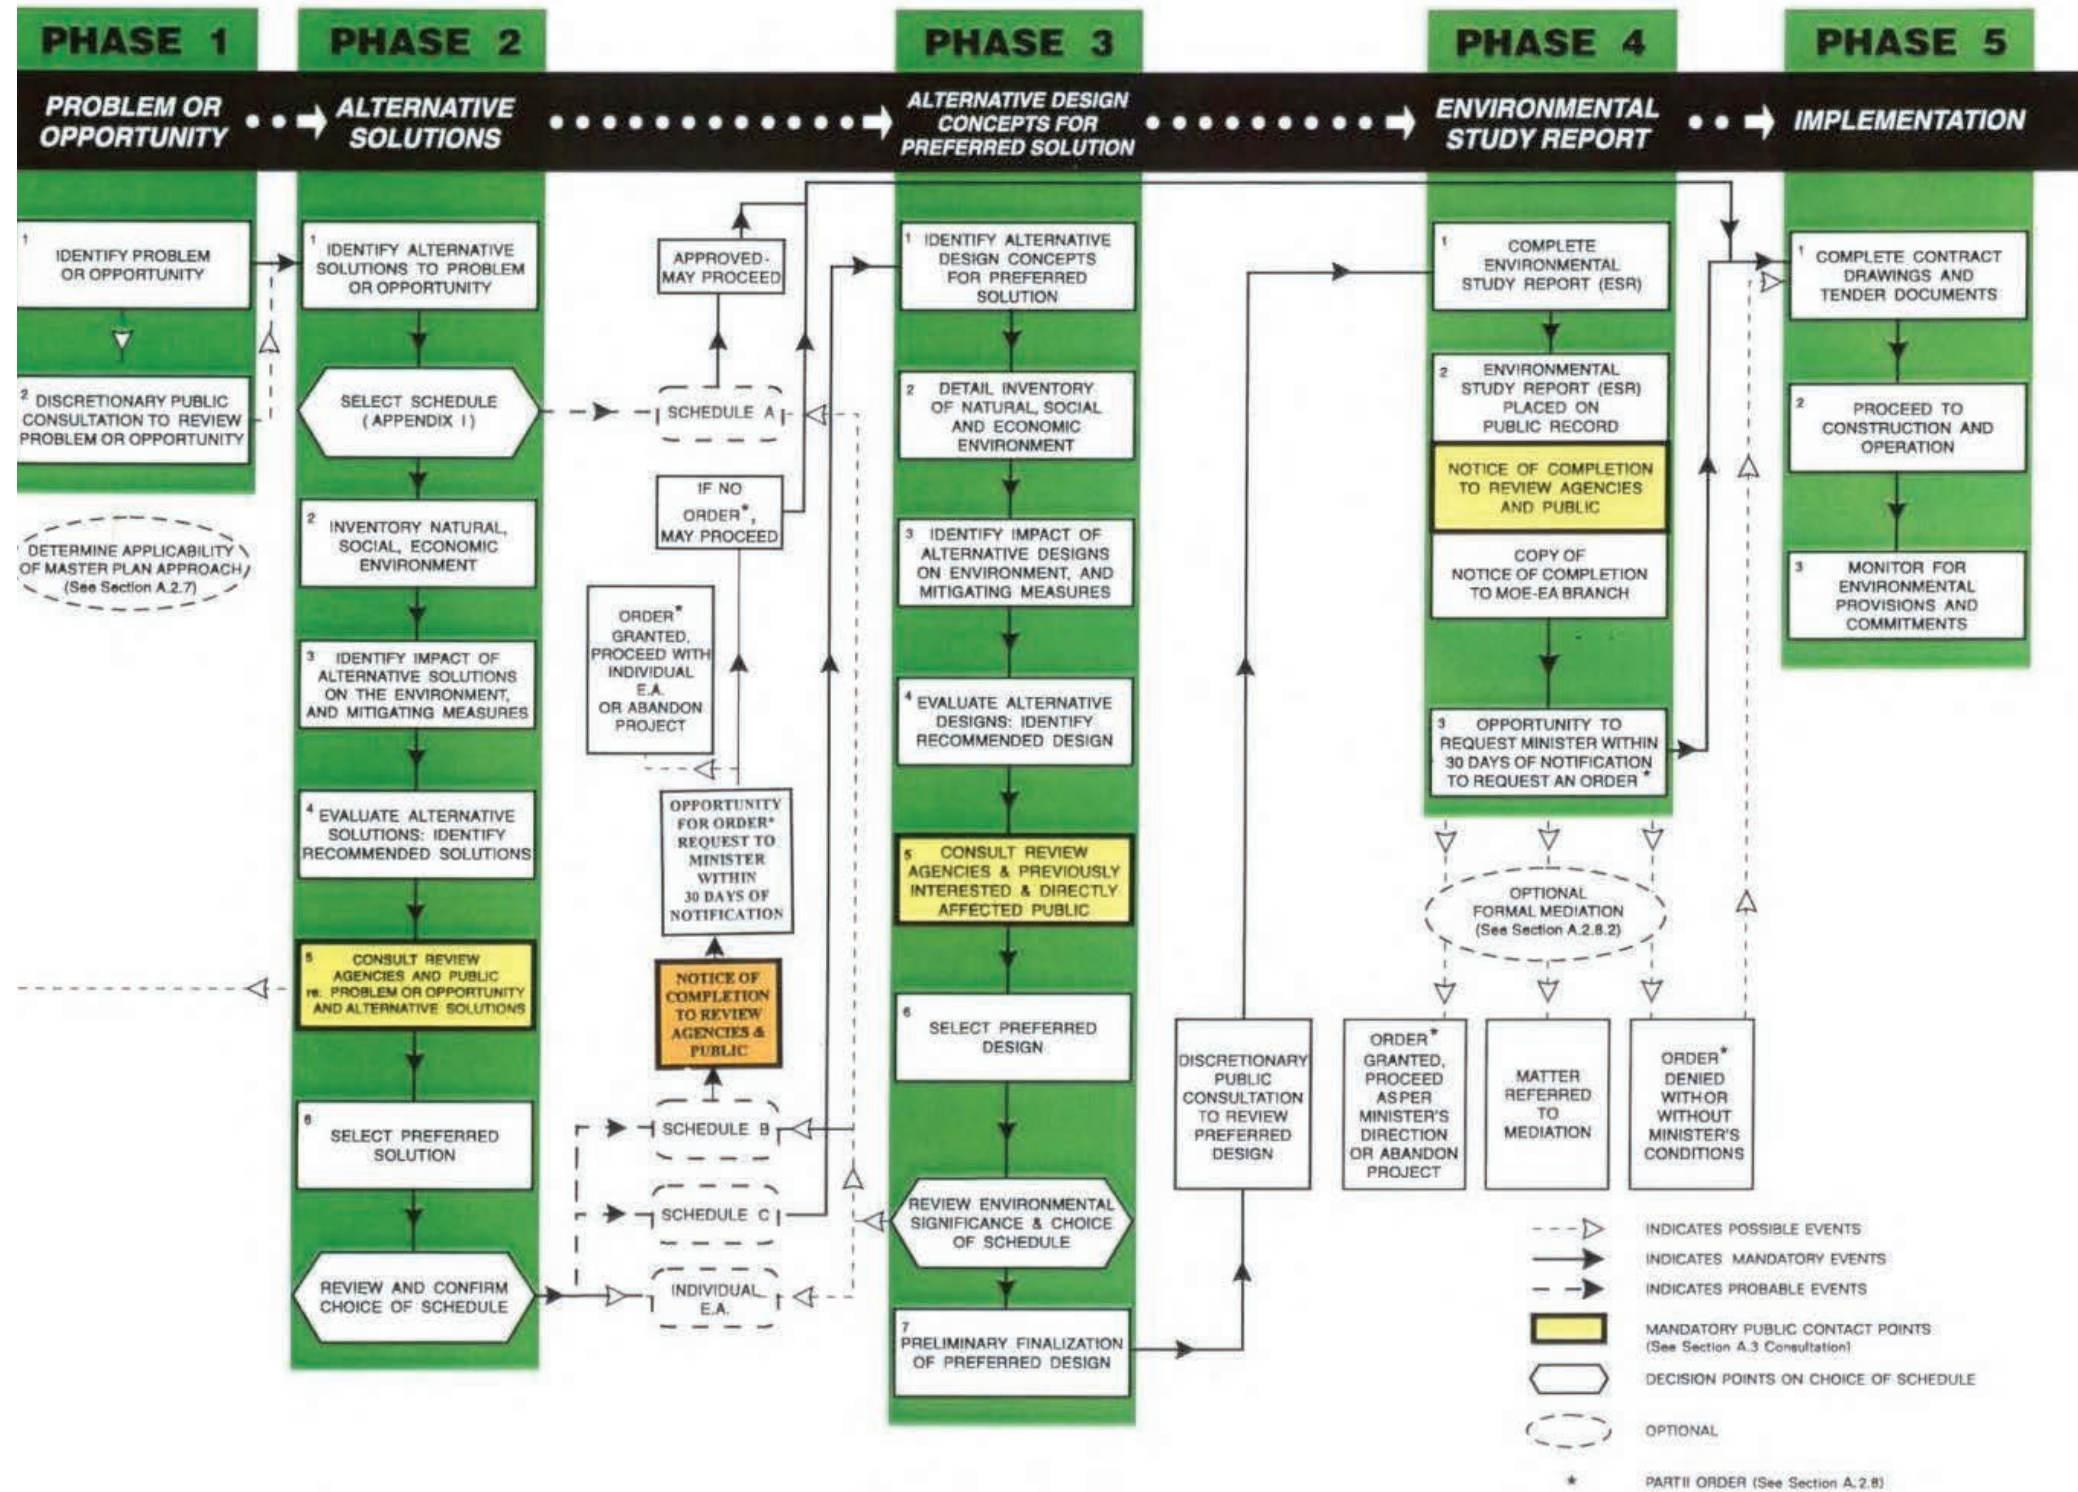 PHASE 1
PROBLEM OR
OPPORTUNITY
1
IDENTIFY PROBLEM
OR OPPORTUNITY
2
DISCRETIONARY PUBLIC
CONSULTATION TO REVIEW
PROBLEM OR OPPORTUNITY
DETERMINE APPLICABILITY
OF MASTER PLAN APPROACH
(See Section A.2.7)
PHASE 2
ALTERNATIVE
SOLUTIONS
1
IDENTIFY ALTERNATIVE
SOLUTIONS TO PROBLEM
OR OPPORTUNITY
SELECT SCHEDULE
( APPENDIX I )
2
INVENTORY NATURAL,
SOCIAL, ECONOMIC
ENVIRONMENT
3
IDENTIFY IMPACT OF
ALTERNATIVE SOLUTIONS
ON THE ENVIRONMENT,
AND MITIGATING MEASURES
4
EVALUATE ALTERNATIVE
SOLUTIONS: IDENTIFY
RECOMMENDED SOLUTIONS
5
CONSULT REVIEW
AGENCIES AND PUBLIC
re. PROBLEM OR OPPORTUNITY
AND ALTERNATIVE SOLUTIONS
6
SELECT PREFERRED
SOLUTION
REVIEW AND CONFIRM
CHOICE OF SCHEDULE
APPROVED-
MAY PROCEED
SCHEDULE A
IF NO
ORDER*,
MAY PROCEED
ORDER*
GRANTED,
PROCEED WITH
INDIVIDUAL
E.A.
OR ABANDON
PROJECT
OPPORTUNITY
FOR ORDER*
REQUEST TO
MINISTER
WITHIN
30 DAYS OF
NOTIFICATION
NOTICE OF
COMPLETION
TO REVIEW
AGENCIES &
PUBLIC
SCHEDULE B
SCHEDULE C
INDIVIDUAL
E.A.
PHASE 3
ALTERNATIVE DESIGN
CONCEPTS FOR
PREFERRED SOLUTION
1
IDENTIFY ALTERNATIVE
DESIGN CONCEPTS
FOR PREFERRED
SOLUTION
2
DETAIL INVENTORY
OF NATURAL, SOCIAL
AND ECONOMIC
ENVIRONMENT
3
IDENTIFY IMPACT OF
ALTERNATIVE DESIGNS
ON ENVIRONMENT, AND
MITIGATING MEASURES
4
EVALUATE ALTERNATIVE
DESIGNS: IDENTIFY
RECOMMENDED DESIGN
5
CONSULT REVIEW
AGENCIES & PREVIOUSLY
INTERESTED & DIRECTLY
AFFECTED PUBLIC
6
SELECT PREFERRED
DESIGN
REVIEW ENVIRONMENTAL
SIGNIFICANCE & CHOICE
OF SCHEDULE
7
PRELIMINARY FINALIZATION
OF PREFERRED DESIGN
DISCRETIONARY
PUBLIC
CONSULTATION
TO REVIEW
PREFERRED
DESIGN
PHASE 4
ENVIRONMENTAL
STUDY REPORT
1
COMPLETE
ENVIRONMENTAL
STUDY REPORT (ESR)
2
ENVIRONMENTAL
STUDY REPORT (ESR)
PLACED ON
PUBLIC RECORD
NOTICE OF COMPLETION
TO REVIEW AGENCIES
AND PUBLIC
COPY OF
NOTICE OF COMPLETION
TO MOE-EA BRANCH
3
OPPORTUNITY TO
REQUEST MINISTER WITHIN
30 DAYS OF NOTIFICATION
TO REQUEST AN ORDER *
OPTIONAL
FORMAL MEDIATION
(See Section A.2.8.2)
ORDER*
GRANTED,
PROCEED
AS PER
MINISTER'S
DIRECTION
OR ABANDON
PROJECT
MATTER
REFERRED
TO
MEDIATION
ORDER*
DENIED
WITH OR
WITHOUT
MINISTER'S
CONDITIONS
PHASE 5
IMPLEMENTATION
1
COMPLETE CONTRACT
DRAWINGS AND
TENDER DOCUMENTS
2
PROCEED TO
CONSTRUCTION AND
OPERATION
3
MONITOR FOR
ENVIRONMENTAL
PROVISIONS AND
COMMITMENTS
INDICATES POSSIBLE EVENTS
INDICATES MANDATORY EVENTS
INDICATES PROBABLE EVENTS
MANDATORY PUBLIC CONTACT POINTS
(See Section A.3 Consultation)
DECISION POINTS ON CHOICE OF SCHEDULE
OPTIONAL
* PART II ORDER (See Section A.2.8)